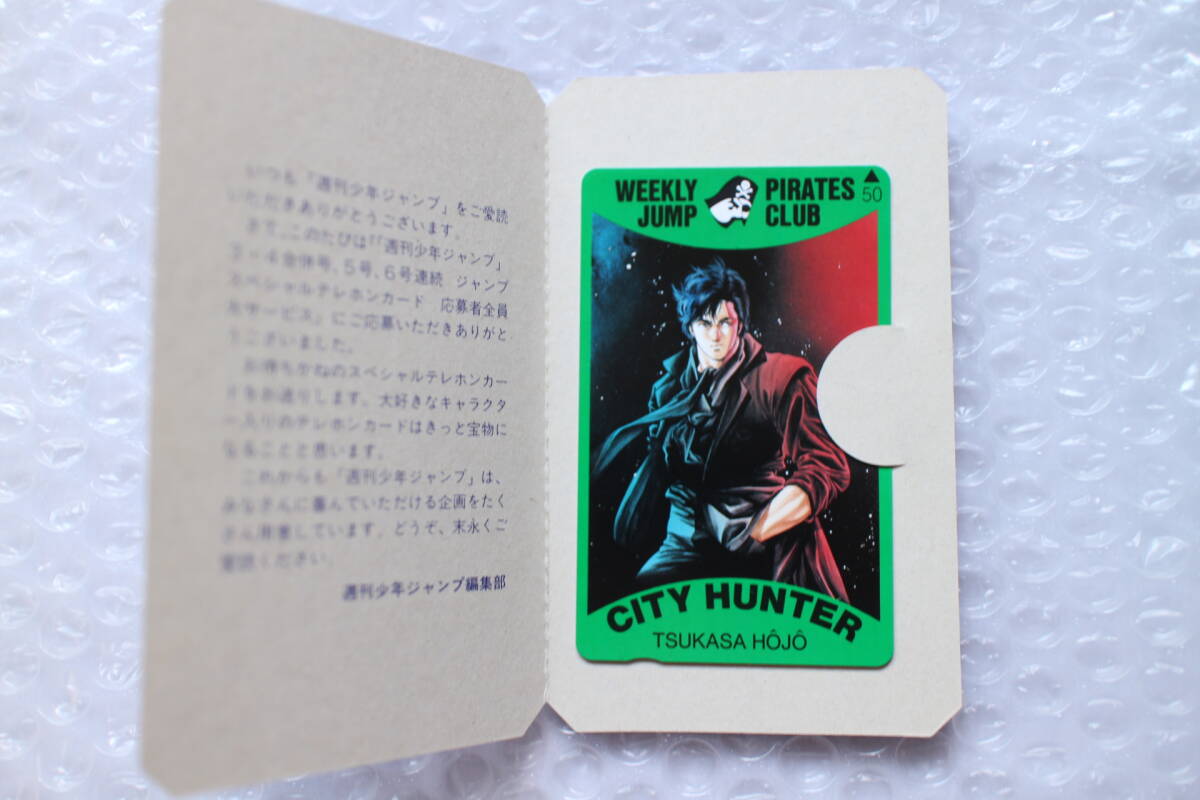 いつも「週刊少年ジャンプ」をご愛読
いただきありがとうございます。
さて、このたびは「「週刊少年ジャンプ」
3・4合併号、5号、6号連続 ジャンプ
スペシャルテレホンカード 応募者全員
サービス」にご応募いただきありがと
うございました。
お待ちかねのスペシャルテレホンカー
ドをお送りします。大好きなキャラクタ
ー入りのテレホンカードはきっと宝物に
なることと思います。
これからも「週刊少年ジャンプ」は、
みなさんに喜んでいただける企画をたく
さん用意しています。どうぞ、末永くご
愛読ください。
週刊少年ジャンプ編集部
WEEKLY JUMP
PIRATES CLUB
50
CITY HUNTER
TSUKASA HÔJÔ